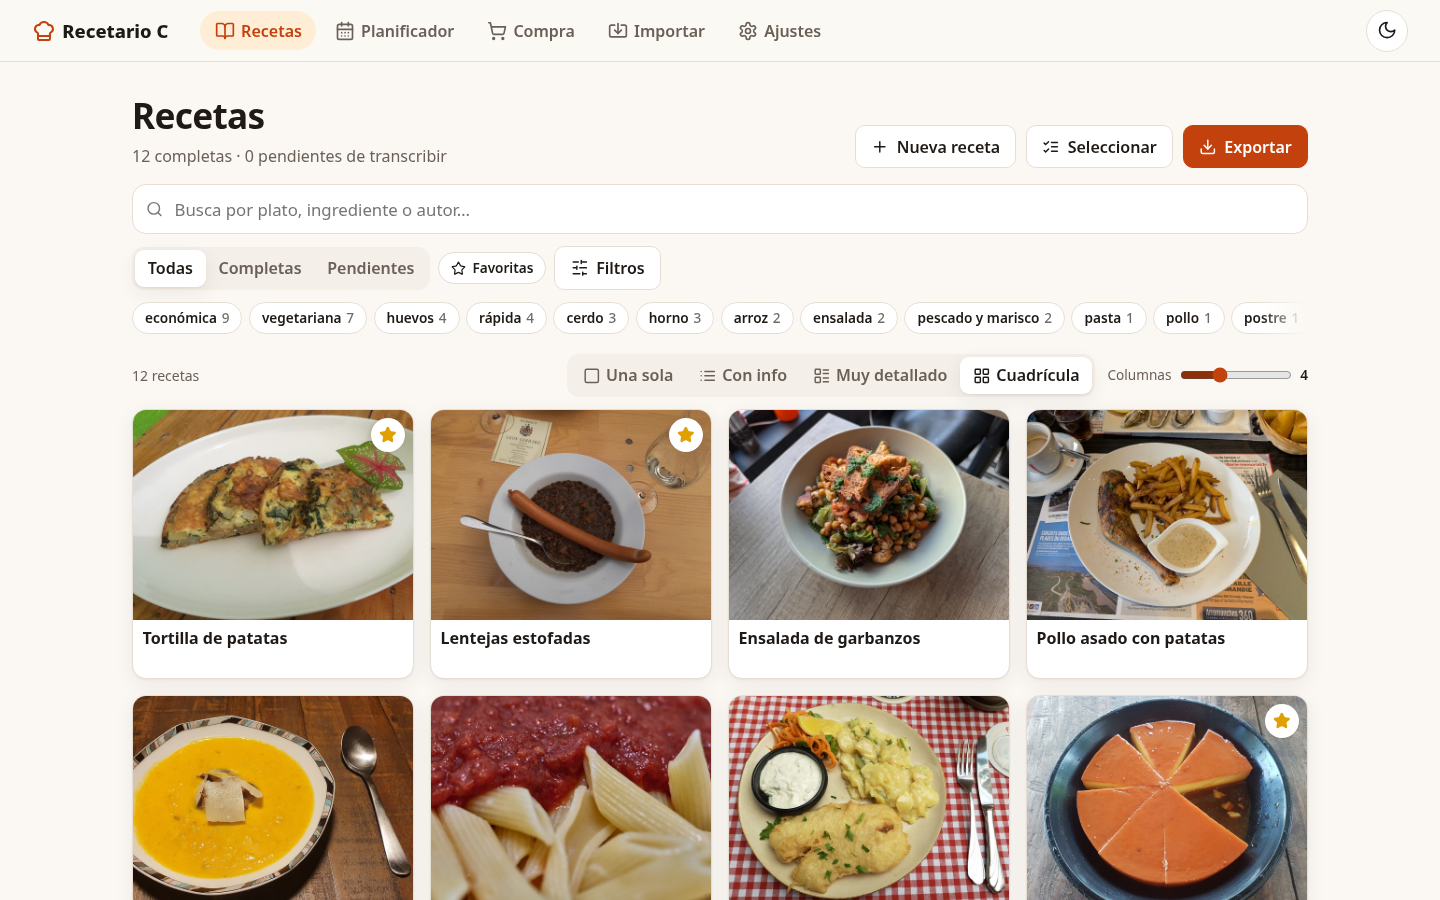 Recetario C
Recetas
Planificador
Compra
Importar
Ajustes
Recetas
12 completas · 0 pendientes de transcribir
Nueva receta
Seleccionar
Exportar
Busca por plato, ingrediente o autor...
Todas
Completas
Pendientes
Favoritas
Filtros
económica 9
vegetariana 7
huevos 4
rápida 4
cerdo 3
horno 3
arroz 2
ensalada 2
pescado y marisco 2
pasta 1
pollo 1
postre 1
12 recetas
Una sola
Con info
Muy detallado
Cuadrícula
Columnas
4
Tortilla de patatas
Lentejas estofadas
Ensalada de garbanzos
Pollo asado con patatas